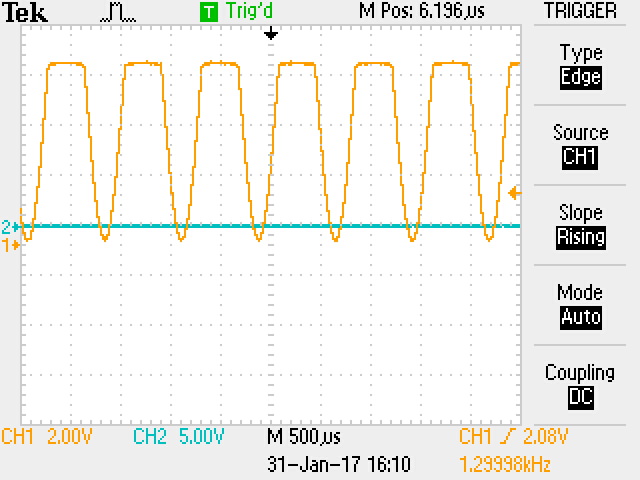 Tek T Trig'd M Pos: 6.196µs TRIGGER
Type
Edge
Source
CH1
Slope
Rising
Mode
Auto
Coupling
DC
2
1
CH1 2.00V CH2 5.00V M 500µs CH1 2.08V
31-Jan-17 16:10 1.29998kHz